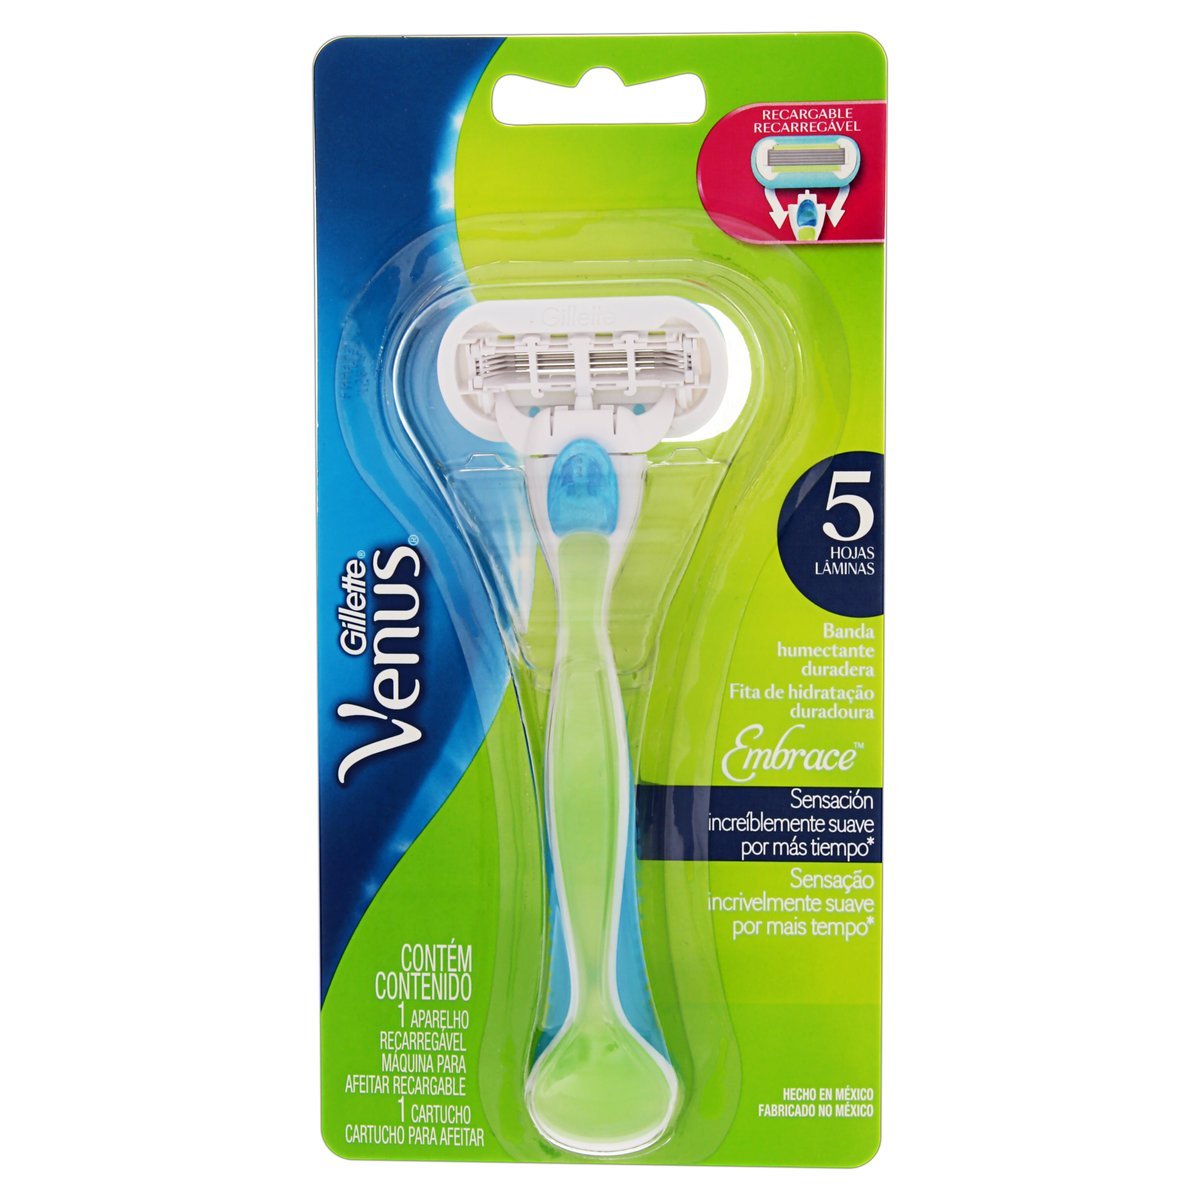 RECARGABLE
RECARREGÁVEL
Gillette
Gillette®
Venus®
5
HOJAS
LÂMINAS
Banda
humectante
duradera
Fita de hidratação
duradoura
Embrace™
Sensación
increíblemente suave
por más tiempo*
Sensação
incrivelmente suave
por mais tempo*
CONTÉM
CONTENIDO
1 APARELHO
RECARREGÁVEL
MÁQUINA PARA
AFEITAR RECARGABLE
1 CARTUCHO
CARTUCHO PARA AFEITAR
HECHO EN MÉXICO
FABRICADO NO MÉXICO